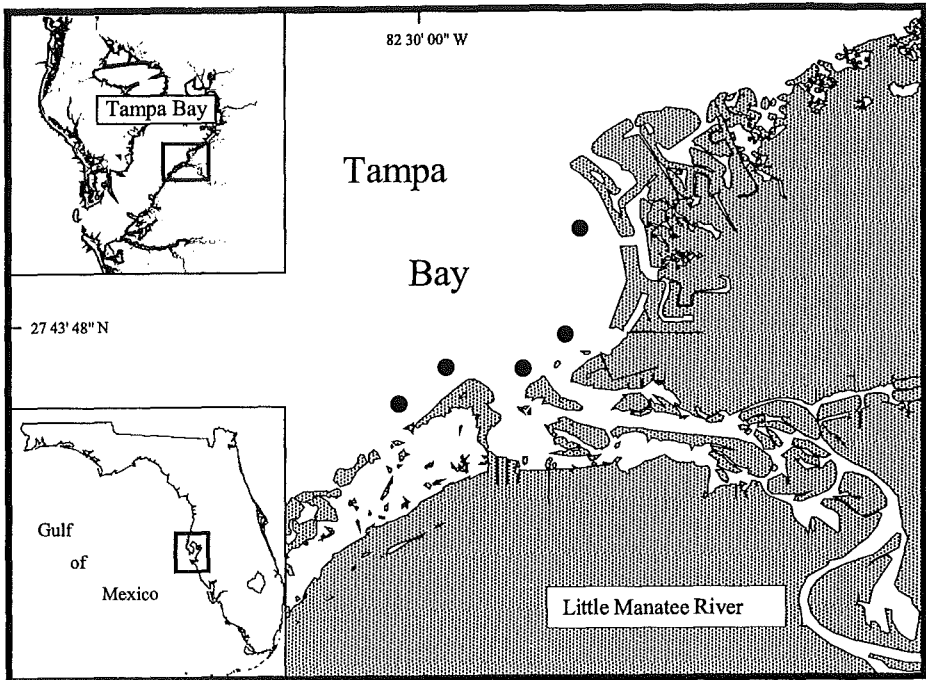 82 30' 00" W
Tampa Bay
Tampa
Bay
27 43' 48" N
Gulf
of
Mexico
Little Manatee River